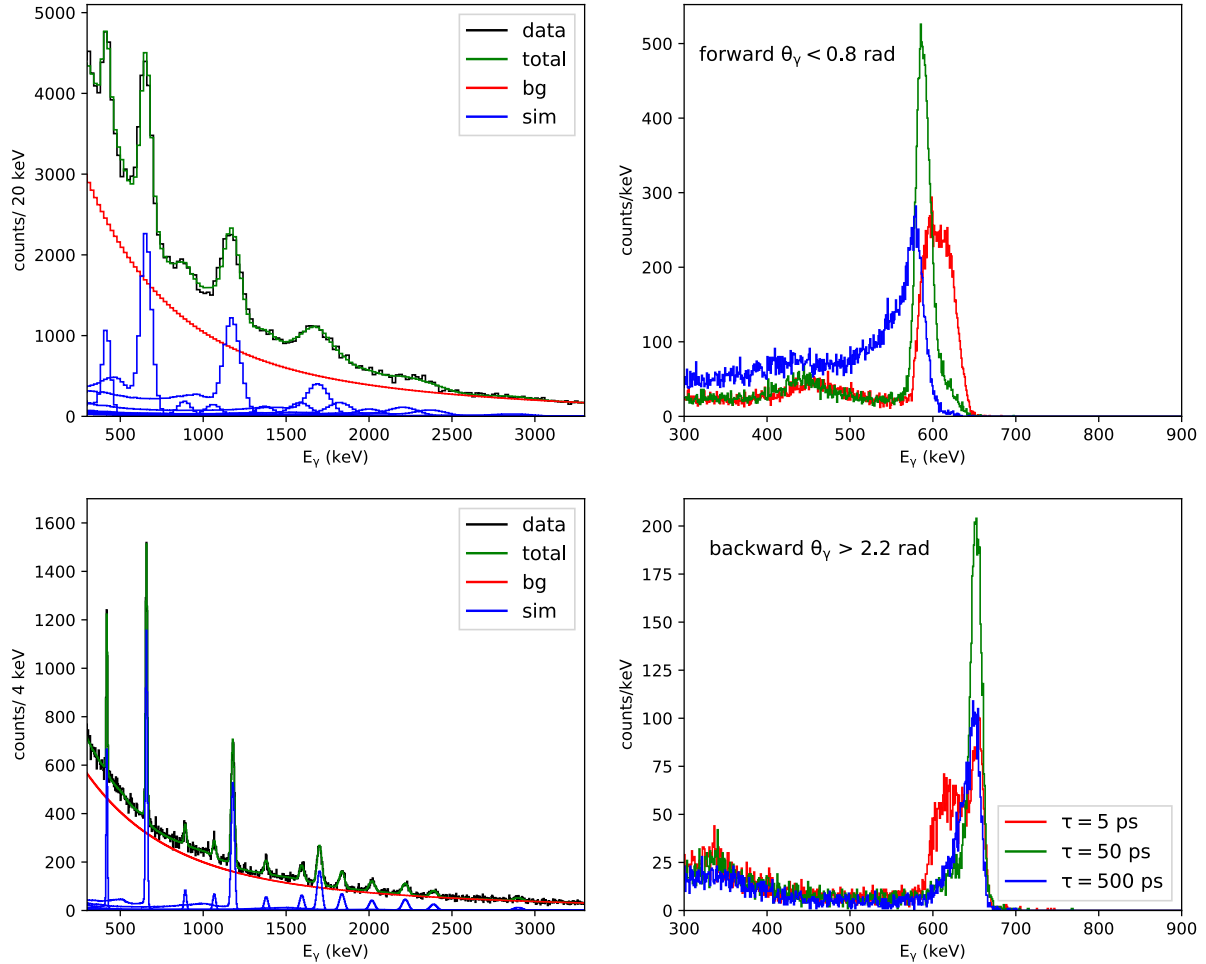 5000
4000
3000
2000
1000
0
counts/ 20 keV
500 1000 1500 2000 2500 3000
Eγ (keV)
data
total
bg
sim
500
400
300
200
100
0
counts/keV
forward θγ < 0.8 rad
300 400 500 600 700 800 900
Eγ (keV)
1600
1400
1200
1000
800
600
400
200
0
counts/ 4 keV
500 1000 1500 2000 2500 3000
Eγ (keV)
data
total
bg
sim
200
175
150
125
100
75
50
25
0
counts/keV
backward θγ > 2.2 rad
τ = 5 ps
τ = 50 ps
τ = 500 ps
300 400 500 600 700 800 900
Eγ (keV)